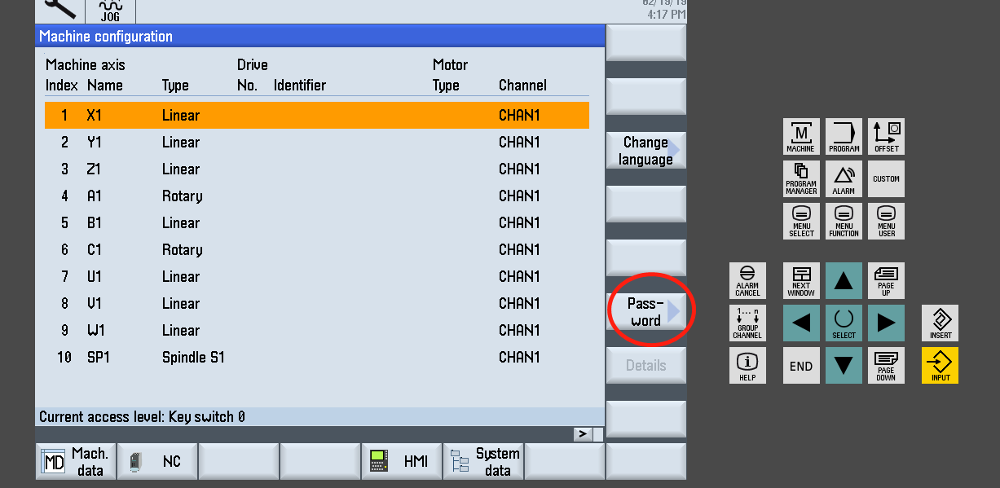 JOG
02/19/19
4:17 PM
Machine configuration
Machine axis Drive Motor
Index Name Type No. Identifier Type Channel
1 X1 Linear CHAN1
2 Y1 Linear CHAN1
3 Z1 Linear CHAN1
4 A1 Rotary CHAN1
5 B1 Linear CHAN1
6 C1 Rotary CHAN1
7 U1 Linear CHAN1
8 V1 Linear CHAN1
9 W1 Linear CHAN1
10 SP1 Spindle S1 CHAN1
Current access level: Key switch 0
Change
language
Pass-
word
Details
>
MD Mach.
data
NC
HMI
System
data
M
MACHINE
PROGRAM
OFFSET
PROGRAM
MANAGER
ALARM
CUSTOM
MENU
SELECT
MENU
FUNCTION
MENU
USER
ALARM
CANCEL
NEXT
WINDOW
PAGE
UP
1... n
GROUP
CHANNEL
SELECT
INSERT
i
HELP
END
PAGE
DOWN
INPUT